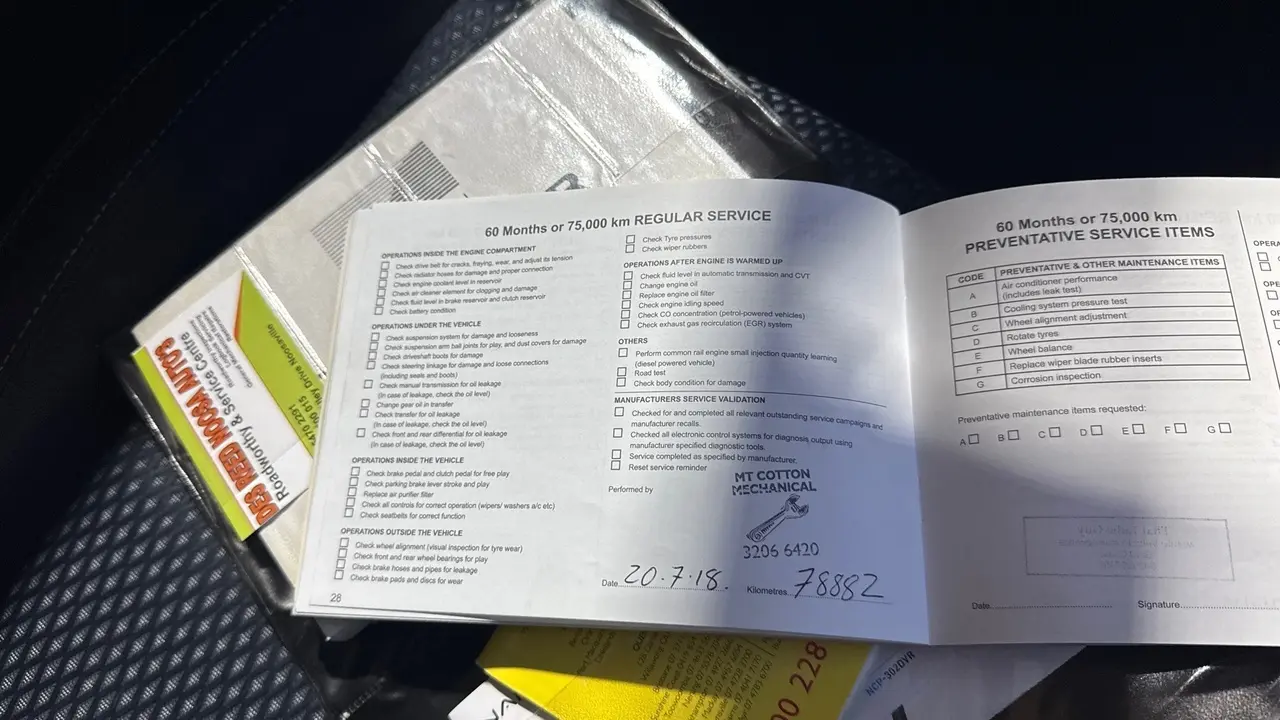 60 Months or 75,000 km REGULAR SERVICE
OPERATIONS INSIDE THE ENGINE COMPARTMENT
Check drive belt for cracks, fraying, wear, and adjust its tension
Check radiator hoses for damage and proper connection
Check engine coolant level in reservoir
Check air cleaner element for clogging and damage
Check fluid level in brake reservoir and clutch reservoir
Check battery condition
OPERATIONS UNDER THE VEHICLE
Check suspension system for damage and looseness
Check suspension arm ball joints for play, and dust covers for damage
Check driveshaft boots for damage
Check steering linkage for damage and loose connections
(including seals and boots)
Check manual transmission for oil leakage
(in case of leakage, check the oil level)
Change gear oil in transfer
Check transfer for oil leakage
(in case of leakage, check the oil level)
Check front and rear differential for oil leakage
(in case of leakage, check the oil level)
OPERATIONS INSIDE THE VEHICLE
Check brake pedal and clutch pedal for free play
Check parking brake lever stroke and play
Replace air purifier filter
Check all controls for correct operation (wipers/ washers a/c etc)
Check seatbelts for correct function
OPERATIONS OUTSIDE THE VEHICLE
Check wheel alignment (visual inspection for tyre wear)
Check front and rear wheel bearings for play
Check brake hoses and pipes for leakage
Check brake pads and discs for wear
28
Check Tyre pressures
Check wiper rubbers
OPERATIONS AFTER ENGINE IS WARMED UP
Check fluid level in automatic transmission and CVT
Change engine oil
Replace engine oil filter
Check engine idling speed
Check CO concentration (petrol-powered vehicles)
Check exhaust gas recirculation (EGR) system
OTHERS
Perform common rail engine small injection quantity learning
(diesel powered vehicle)
Road test
Check body condition for damage
MANUFACTURERS SERVICE VALIDATION
Checked for and completed all relevant outstanding service campaigns and
manufacturer recalls.
Checked all electronic control systems for diagnosis output using
manufacturer specified diagnostic tools.
Service completed as specified by manufacturer.
Reset service reminder
Performed by
MT COTTON
MECHANICAL
3206 6420
Date 20.7.18. Kilometres 78882
60 Months or 75,000 km
PREVENTATIVE SERVICE ITEMS
CODE PREVENTATIVE & OTHER MAINTENANCE ITEMS
A Air conditioner performance
(includes leak test)
B Cooling system pressure test
C Wheel alignment adjustment
D Rotate tyres
E Wheel balance
F Replace wiper blade rubber inserts
G Corrosion inspection
Preventative maintenance items requested:
A B C D E F G
Date
Signature
OPERA
OPE
DES REED NOOSA AUTO'S
Roadworthy & Service Centre
Drive Noosaville
NCP-302DVR